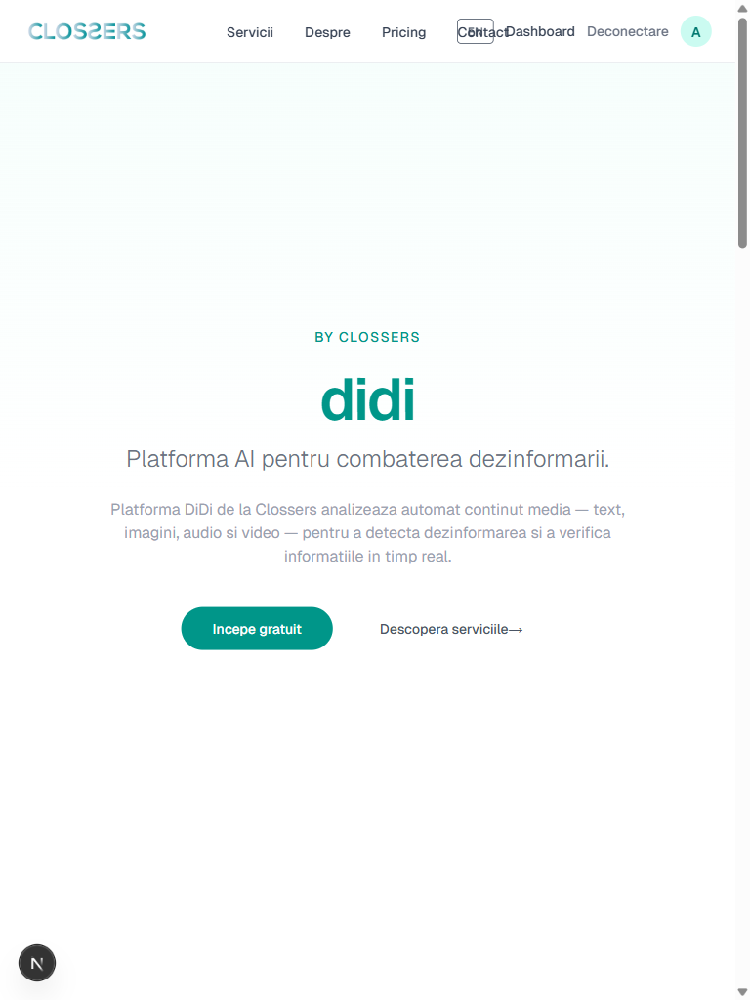 CLOSSERS
Servicii
Despre
Pricing
Contact
EN
Dashboard
Deconectare
A
BY CLOSSERS
didi
Platforma AI pentru combaterea dezinformarii.
Platforma DiDi de la Clossers analizeaza automat continut media — text,
imagini, audio si video — pentru a detecta dezinformarea si a verifica
informatiile in timp real.
Incepe gratuit
Descopera serviciile→
N